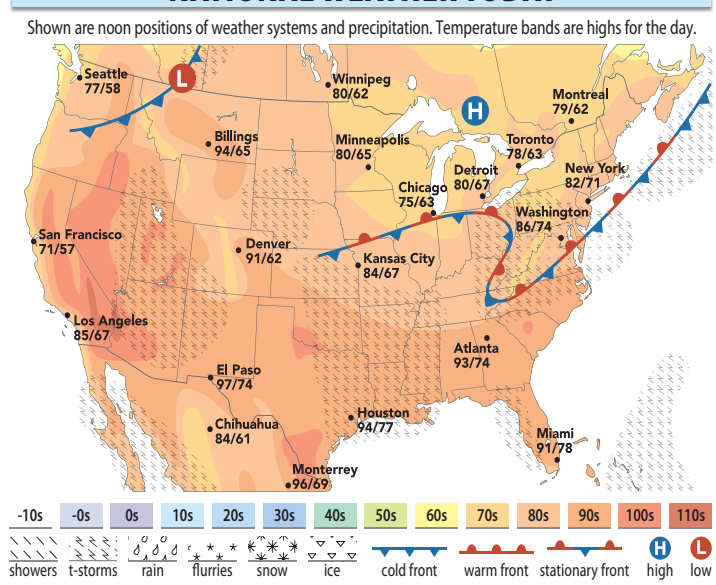 NATIONAL WEATHER TODAY
Shown are noon positions of weather systems and precipitation. Temperature bands are highs for the day.
Seattle
77/58
L
Winnipeg
80/62
H
Montreal
79/62
Billings
94/65
Minneapolis
80/65
Toronto
78/63
Detroit
80/67
New York
82/71
Chicago
75/63
Washington
86/74
San Francisco
71/57
Denver
91/62
Kansas City
84/67
Los Angeles
85/67
Atlanta
93/74
El Paso
97/74
Chihuahua
84/61
Houston
94/77
Miami
91/78
Monterrey
96/69
-10s -0s 0s 10s 20s 30s 40s 50s 60s 70s 80s 90s 100s 110s
H L
showers t-storms rain flurries snow ice cold front warm front stationary front high low